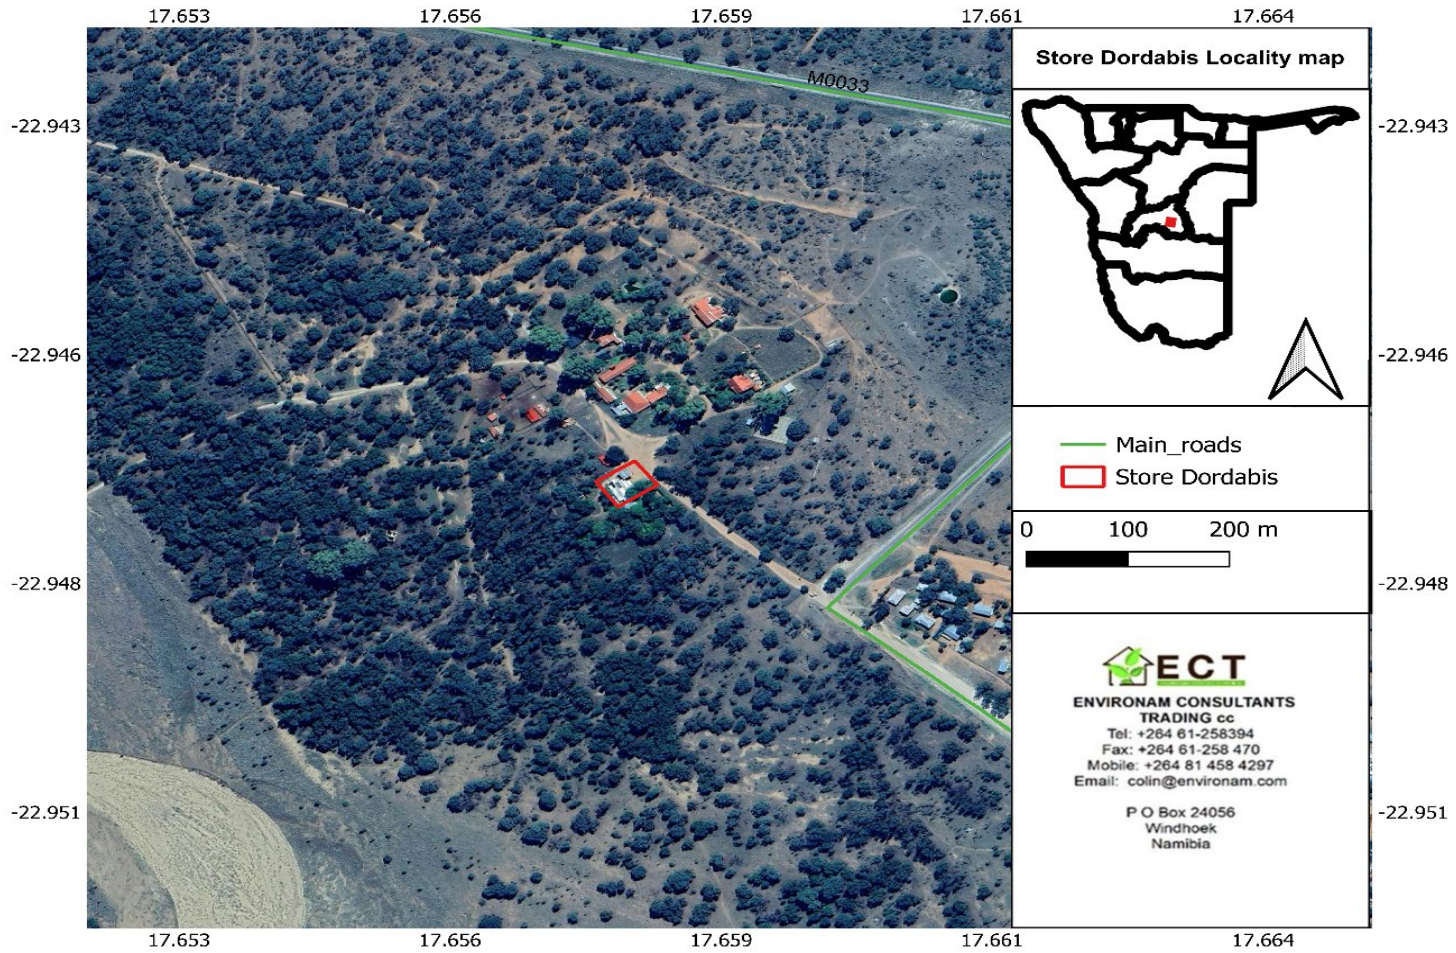 17.653 17.656 17.659 17.661 17.664
Store Dordabis Locality map
M0033
-22.943 -22.943
-22.946 -22.946
Main_roads
Store Dordabis
0 100 200 m
-22.948 -22.948
ECT
ENVIRONAM CONSULTANTS
TRADING cc
Tel: +264 61-258394
Fax: +264 61-258 470
Mobile: +264 81 458 4297
Email: colin@environam.com
-22.951 -22.951
P O Box 24056
Windhoek
Namibia
17.653 17.656 17.659 17.661 17.664